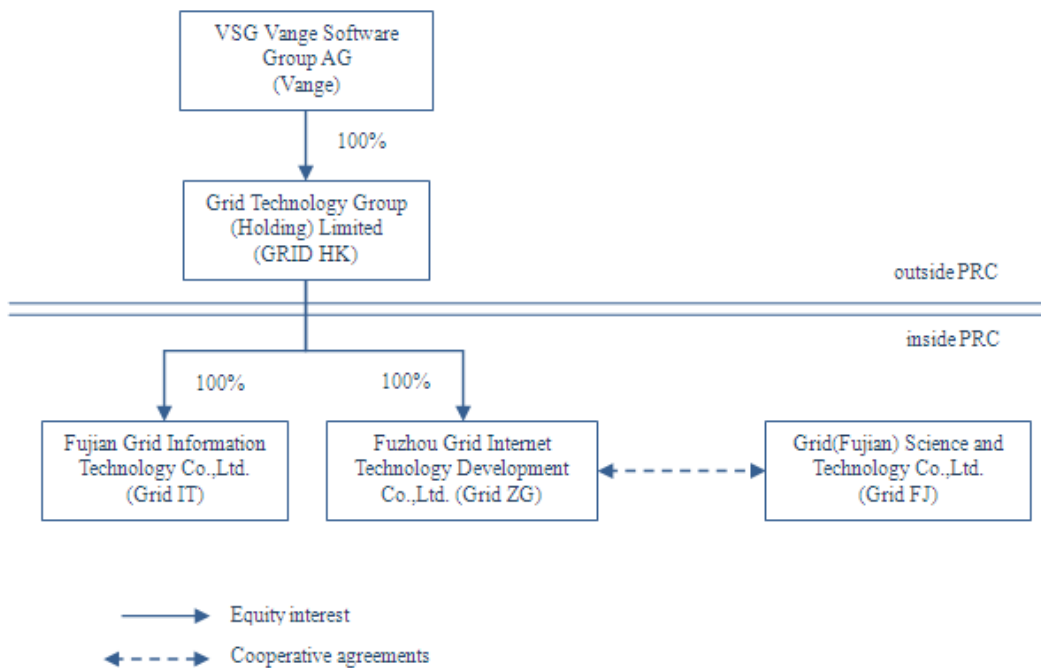 VSG Vange Software
Group AG
(Vange)
100%
Grid Technology Group
(Holding) Limited
(GRID HK)
outside PRC
inside PRC
100%
100%
Fujian Grid Information
Technology Co.,Ltd.
(Grid IT)
Fuzhou Grid Internet
Technology Development
Co.,Ltd. (Grid ZG)
Grid(Fujian) Science and
Technology Co.,Ltd.
(Grid FJ)
Equity interest
Cooperative agreements